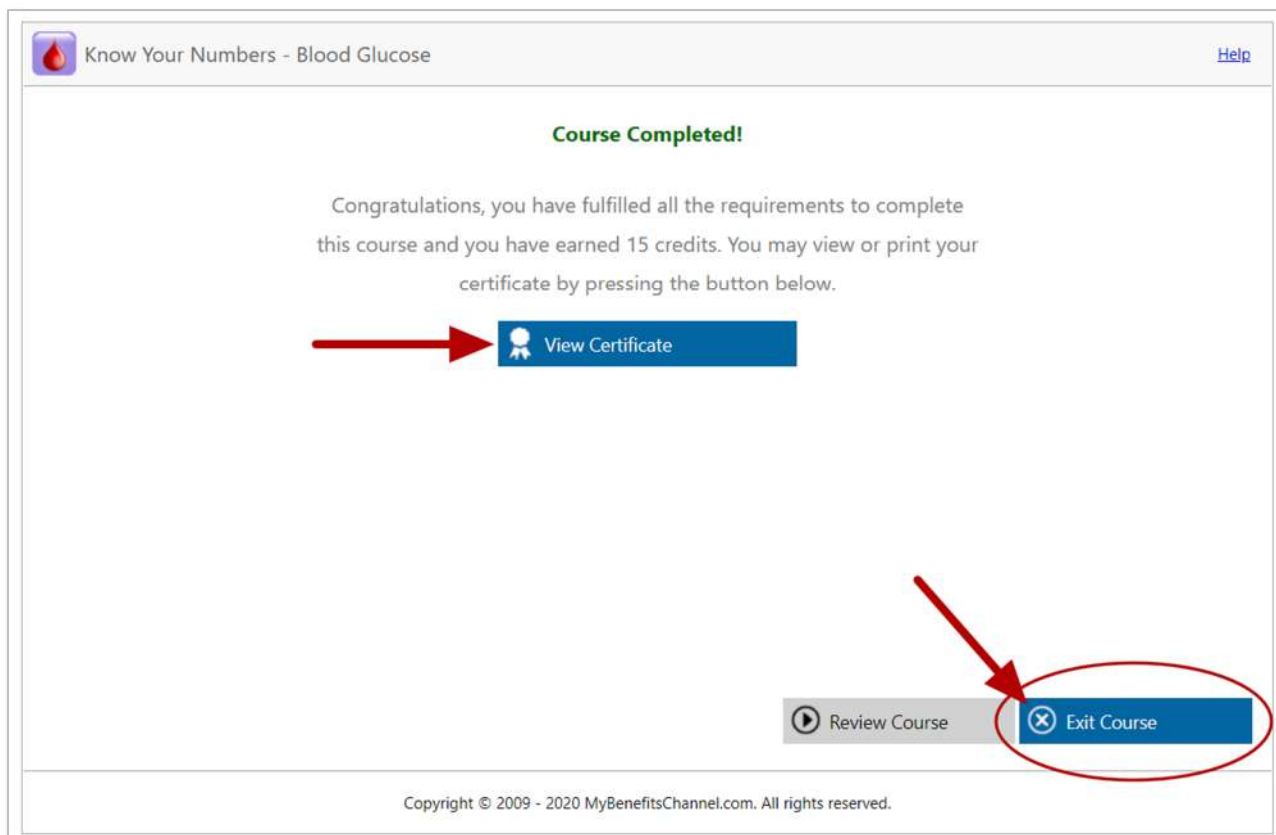 Know Your Numbers - Blood Glucose
Help
Course Completed!
Congratulations, you have fulfilled all the requirements to complete
this course and you have earned 15 credits. You may view or print your
certificate by pressing the button below.
View Certificate
Review Course
Exit Course
Copyright © 2009 - 2020 MyBenefitsChannel.com. All rights reserved.